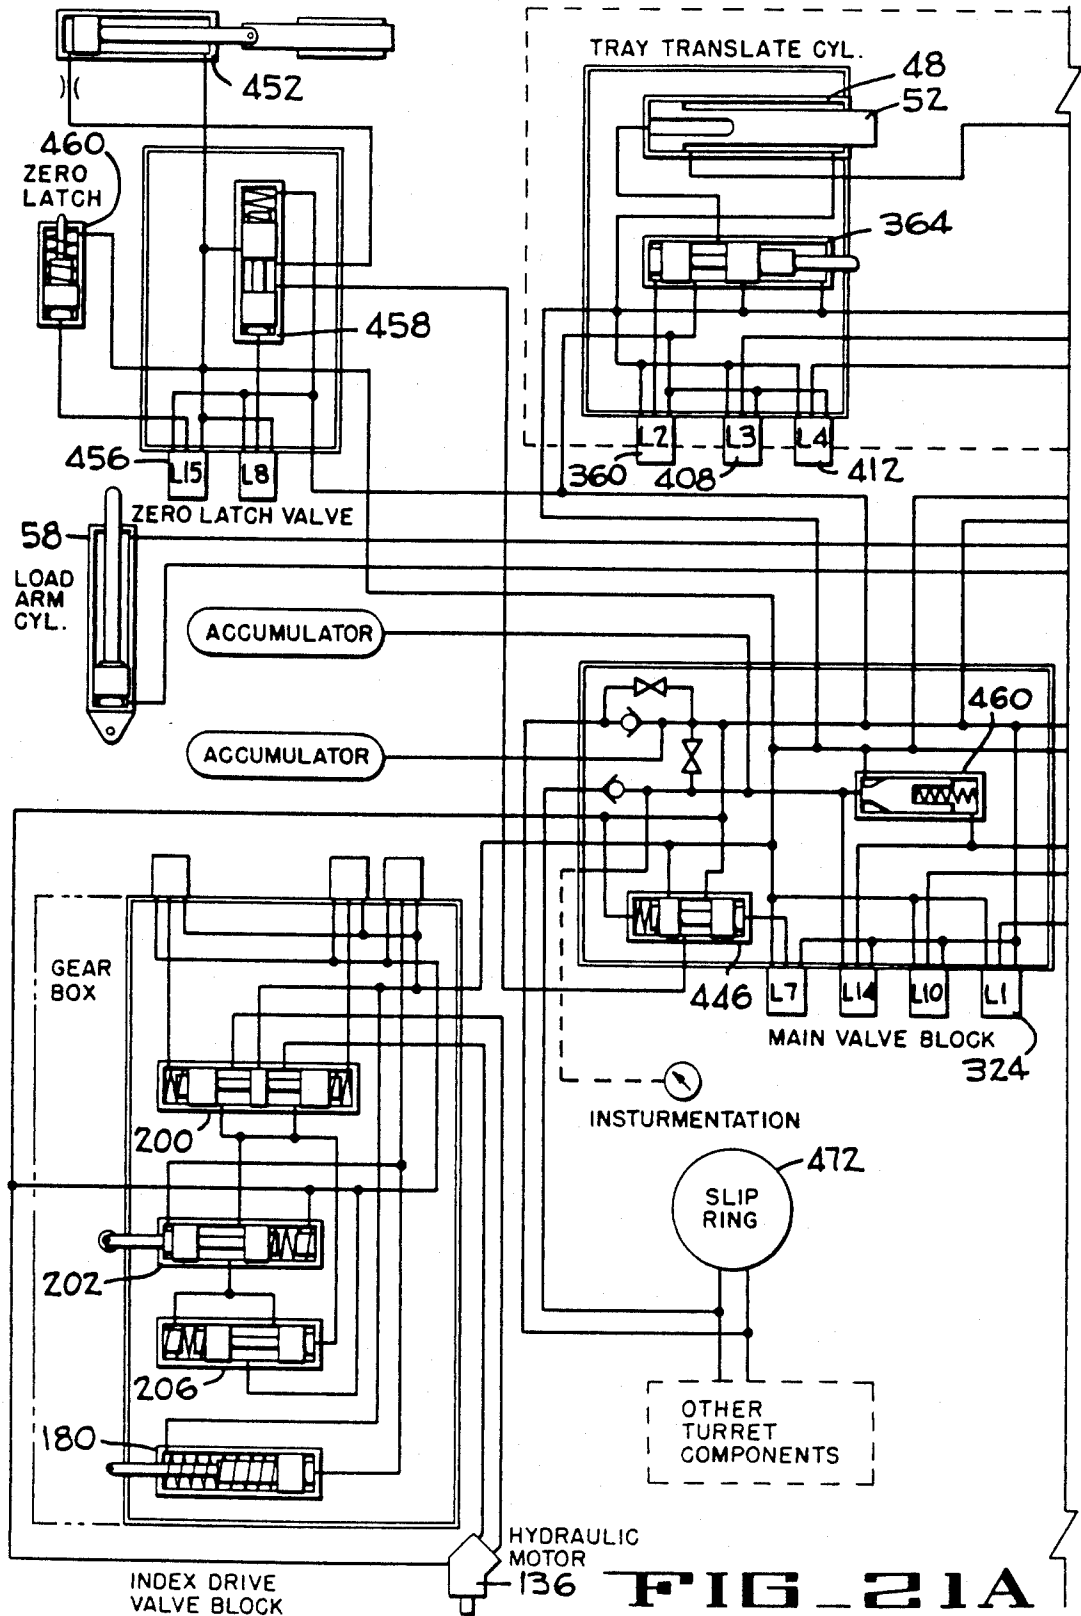 TRAY TRANSLATE CYL.
48
52
452
460
ZERO
LATCH
364
458
456
L15
L8
L2
L3
L4
360
408
412
ZERO LATCH VALVE
58
LOAD
ARM
CYL.
ACCUMULATOR
460
ACCUMULATOR
GEAR
BOX
446
L7
L14
L10
L1
MAIN VALVE BLOCK
324
INSTURMENTATION
200
472
SLIP
RING
202
206
OTHER
TURRET
COMPONENTS
180
HYDRAULIC
MOTOR
136
INDEX DRIVE
VALVE BLOCK
FIG_21A